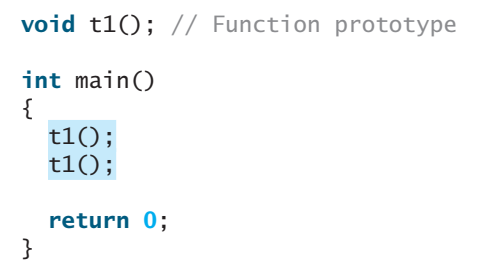 void t1(); // Function prototype
int main()
{
t1();
t1();
return 0;
}